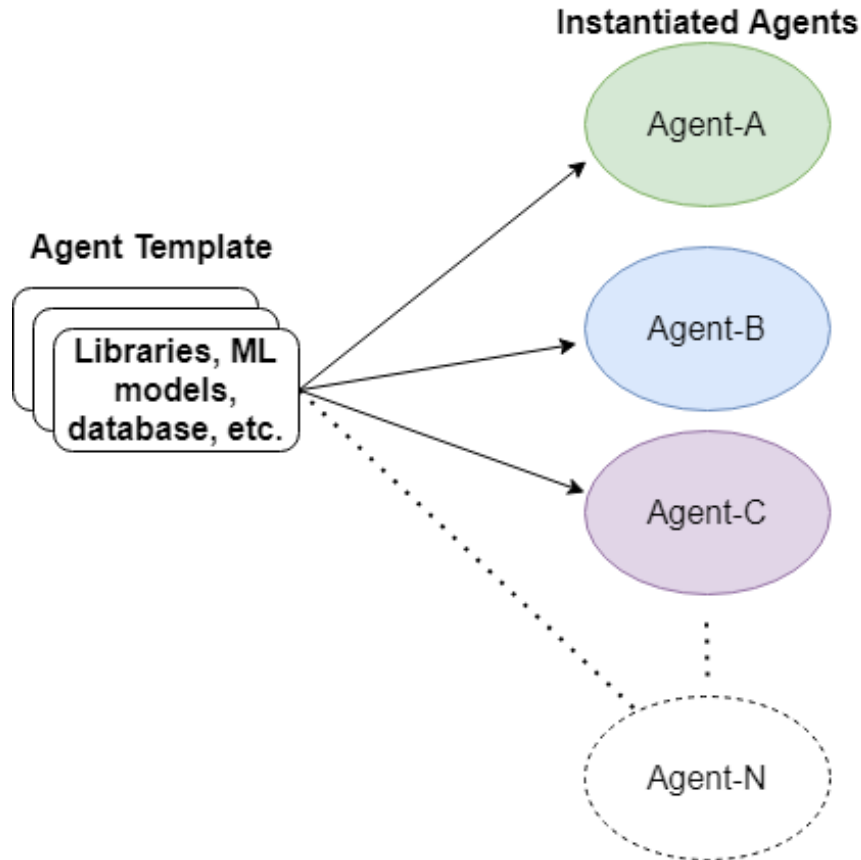 Instantiated Agents
Agent-A
Agent Template
Libraries, ML
models,
database, etc.
Agent-B
Agent-C
Agent-N